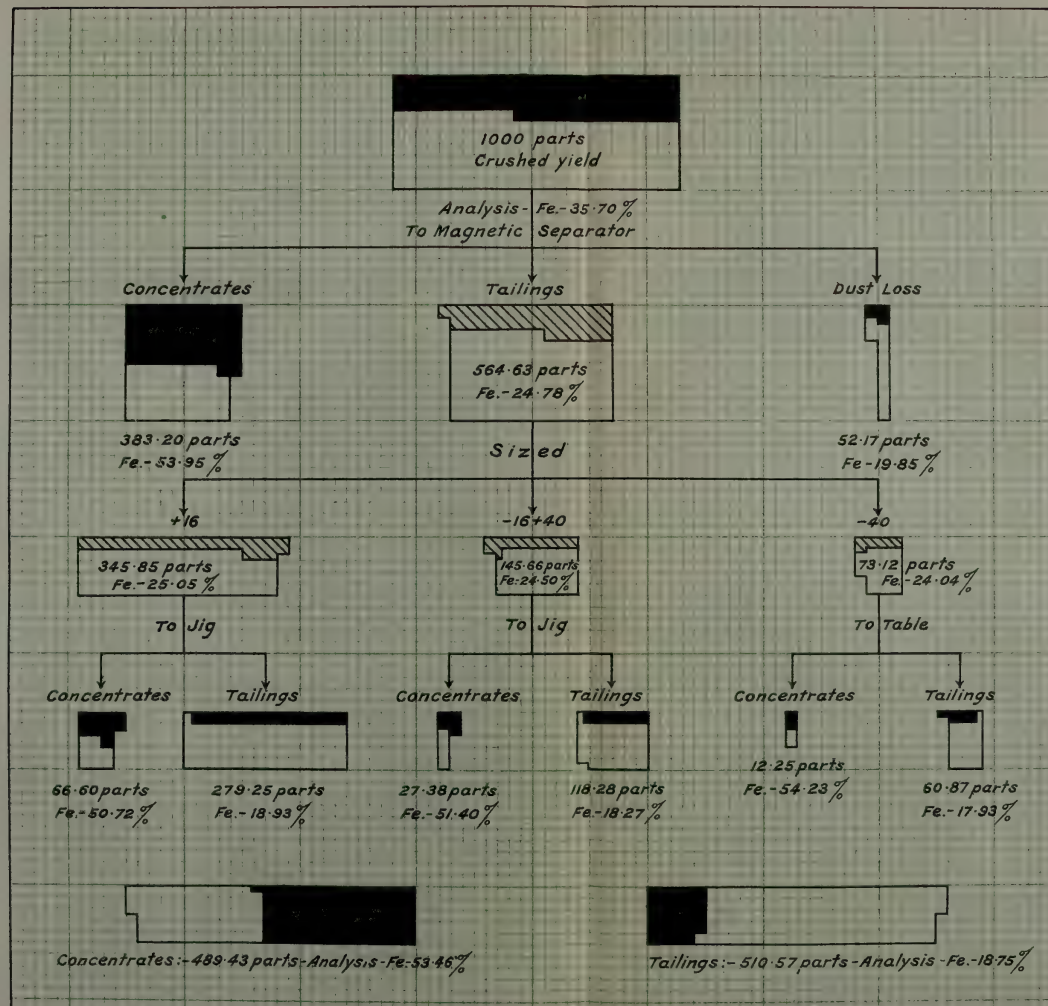 1000 parts
Crushed yield
Analysis - Fe.-35·70 %
To Magnetic Separator
Concentrates
Tailings
Dust Loss
564·63 parts
Fe.-24·78 %
383·20 parts
Fe.-53·95 %
Sized
52·17 parts
Fe-19·85 %
+16
-16+40
-40
345·85 parts
Fe.-25·05 %
145·66 parts
Fe-24·50 %
73·12 parts
Fe.-24·04 %
To Jig
To Jig
To Table
Concentrates
Tailings
Concentrates
Tailings
Concentrates
Tailings
66·60 parts
Fe.-50·72 %
279·25 parts
Fe.-18·93 %
27·38 parts
Fe.-51·40 %
118·28 parts
Fe.-18·27 %
12·25 parts
Fe.-54·23 %
60·87 parts
Fe.-17·93 %
Concentrates:-489·43 parts-Analysis-Fe-53·46 %
Tailings:-510·57 parts-Analysis-Fe.-18·75 %